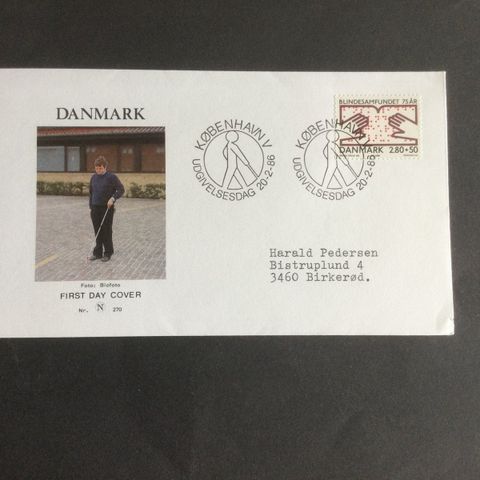 DANMARK
Foto: Biofoto
FIRST DAY COVER
Nr. N 270
KØBENHAVN V
UDGIVELSESDAG 20-2-86
KØBENHAVN V
UDGIVELSESDAG 20-2-86
BLINDESAMFUNDET 75 ÅR
DANMARK 2.80+50
Harald Pedersen
Bistruplund 4
3460 Birkerød.